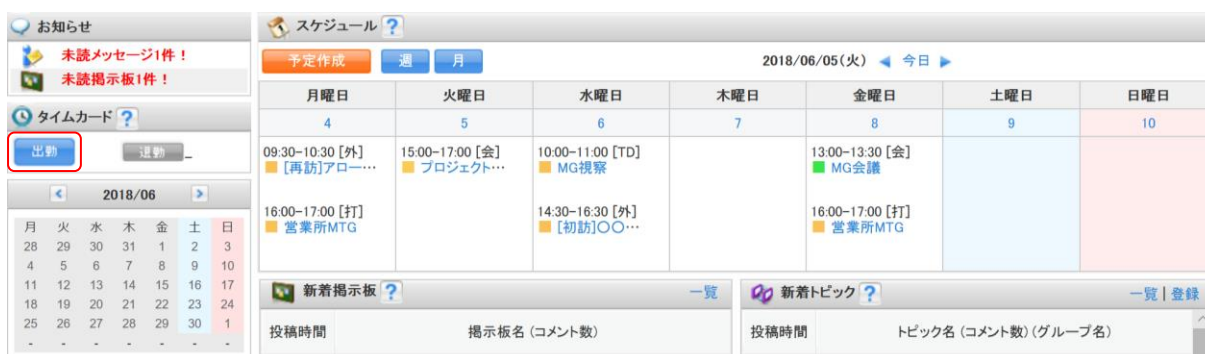 お知らせ
未読メッセージ1件！
未読掲示板1件！
タイムカード ?
出勤 退勤 _
2018/06
月 火 水 木 金 土 日
28 29 30 31 1 2 3
4 5 6 7 8 9 10
11 12 13 14 15 16 17
18 19 20 21 22 23 24
25 26 27 28 29 30 1
- - - - - - -
スケジュール ?
予定作成 週 月 2018/06/05(火) 今日
月曜日 火曜日 水曜日 木曜日 金曜日 土曜日 日曜日
4 5 6 7 8 9 10
09:30-10:30 [外]
[再訪]アロー…
16:00-17:00 [打]
営業所MTG
15:00-17:00 [会]
プロジェクト…
10:00-11:00 [TD]
MG視察
14:30-16:30 [外]
[初訪]〇〇…
13:00-13:30 [会]
MG会議
16:00-17:00 [打]
営業所MTG
新着掲示板 ? 一覧
投稿時間 掲示板名 (コメント数)
新着トピック ? 一覧 | 登録
投稿時間 トピック名 (コメント数) (グループ名)